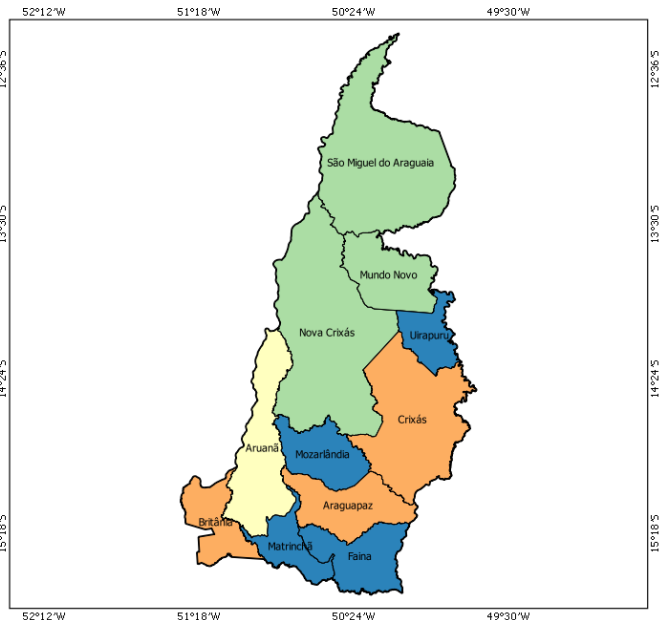 52°12'W 51°18'W 50°24'W 49°30'W
12°36'S 12°36'S
São Miguel do Araguaia
13°30'S 13°30'S
Mundo Novo
Nova Crixás
Uirapuru
14°24'S 14°24'S
Crixás
Aruanã
Mozarlândia
Araguapaz
Britânia
15°18'S 15°18'S
Matrinchã
Faina
52°12'W 51°18'W 50°24'W 49°30'W